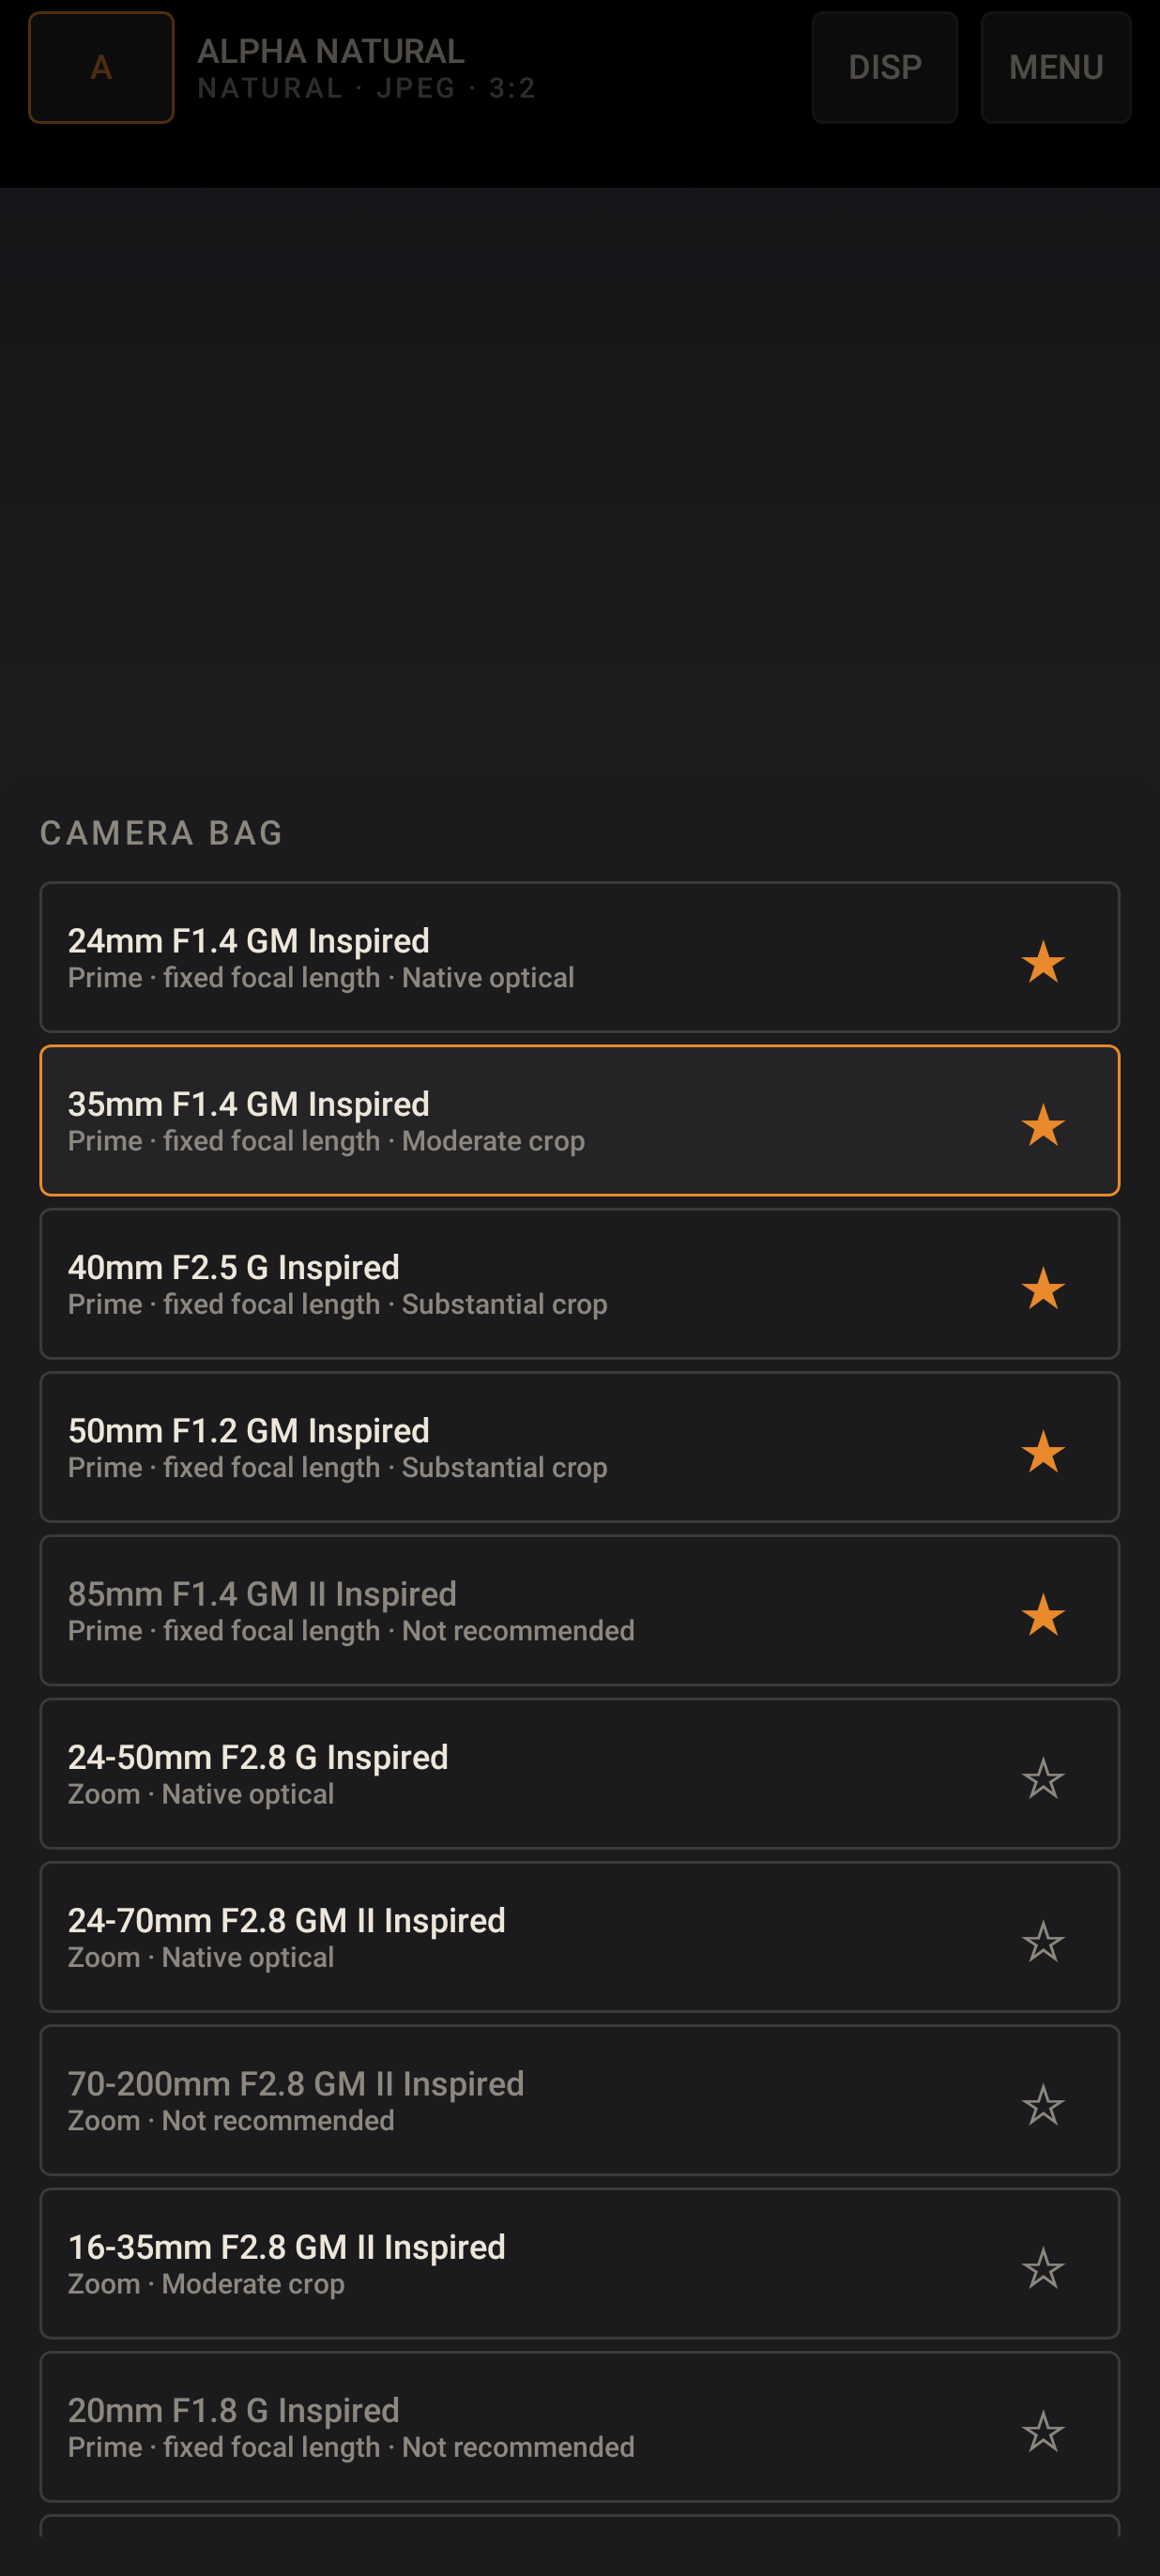 A
ALPHA NATURAL
NATURAL · JPEG · 3:2
DISP
MENU
CAMERA BAG
24mm F1.4 GM Inspired
Prime · fixed focal length · Native optical
35mm F1.4 GM Inspired
Prime · fixed focal length · Moderate crop
40mm F2.5 G Inspired
Prime · fixed focal length · Substantial crop
50mm F1.2 GM Inspired
Prime · fixed focal length · Substantial crop
85mm F1.4 GM II Inspired
Prime · fixed focal length · Not recommended
24-50mm F2.8 G Inspired
Zoom · Native optical
24-70mm F2.8 GM II Inspired
Zoom · Native optical
70-200mm F2.8 GM II Inspired
Zoom · Not recommended
16-35mm F2.8 GM II Inspired
Zoom · Moderate crop
20mm F1.8 G Inspired
Prime · fixed focal length · Not recommended